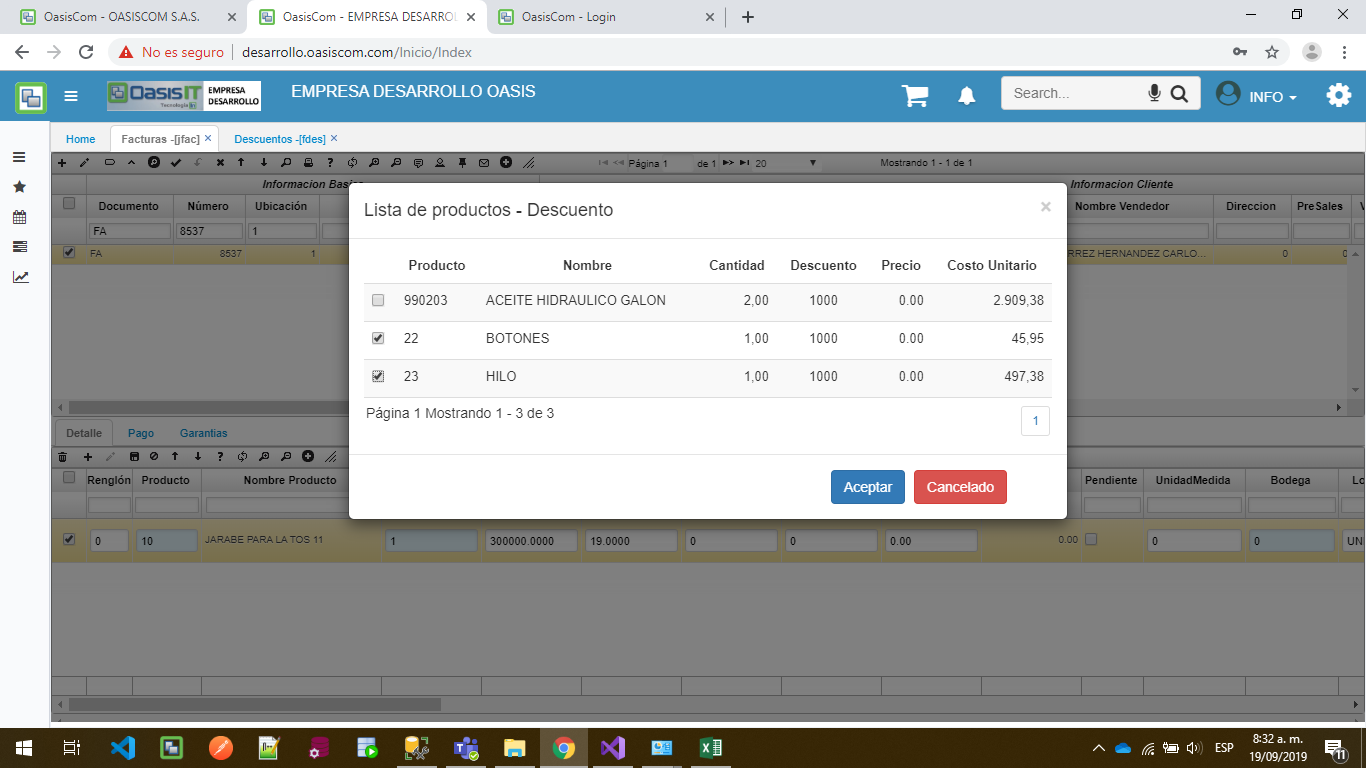 OasisCom - OASISCOM S.A.S.
OasisCom - EMPRESA DESARROL
OasisCom - Login
No es seguro
desarrollo.oasiscom.com/Inicio/Index
OasisIT
Tecnología
EMPRESA
DESARROLLO
EMPRESA DESARROLLO OASIS
Search...
INFO
Home
Facturas -[jfac]
Descuentos -[fdes]
Página 1 de 1 20
Mostrando 1 - 1 de 1
Informacion Basica
Informacion Cliente
Documento Número Ubicación
Nombre Vendedor Direccion PreSales
FA 8537 1
FA 8537 1
RREZ HERNANDEZ CARLO... 0 0
Lista de productos - Descuento
×
Producto Nombre Cantidad Descuento Precio Costo Unitario
990203 ACEITE HIDRAULICO GALON 2,00 1000 0.00 2.909,38
22 BOTONES 1,00 1000 0.00 45,95
23 HILO 1,00 1000 0.00 497,38
Página 1 Mostrando 1 - 3 de 3
1
Aceptar Cancelado
Detalle Pago Garantias
Renglón Producto Nombre Producto
Pendiente UnidadMedida Bodega Lo
0 10 JARABE PARA LA TOS 11 1 300000.0000 19.0000 0 0 0.00 0.00 0 0 UN
ESP
8:32 a. m.
19/09/2019
11